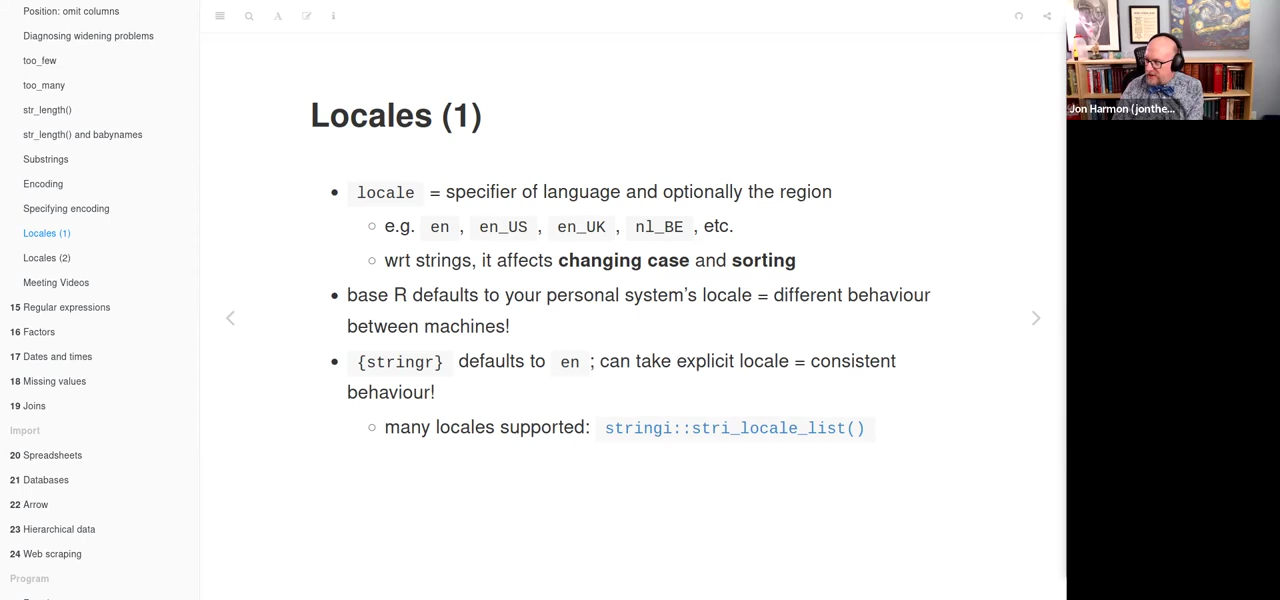 Position: omit columns
Diagnosing widening problems
too_few
too_many
str_length()
str_length() and babynames
Substrings
Encoding
Specifying encoding
Locales (1)
Locales (2)
Meeting Videos
15 Regular expressions
16 Factors
17 Dates and times
18 Missing values
19 Joins
Import
20 Spreadsheets
21 Databases
22 Arrow
23 Hierarchical data
24 Web scraping
Program
Locales (1)
locale = specifier of language and optionally the region
e.g. en , en_US , en_UK , nl_BE , etc.
wrt strings, it affects changing case and sorting
base R defaults to your personal system's locale = different behaviour
between machines!
{stringr} defaults to en ; can take explicit locale = consistent
behaviour!
many locales supported: stringi::stri_locale_list()
Jon Harmon (jonthe...